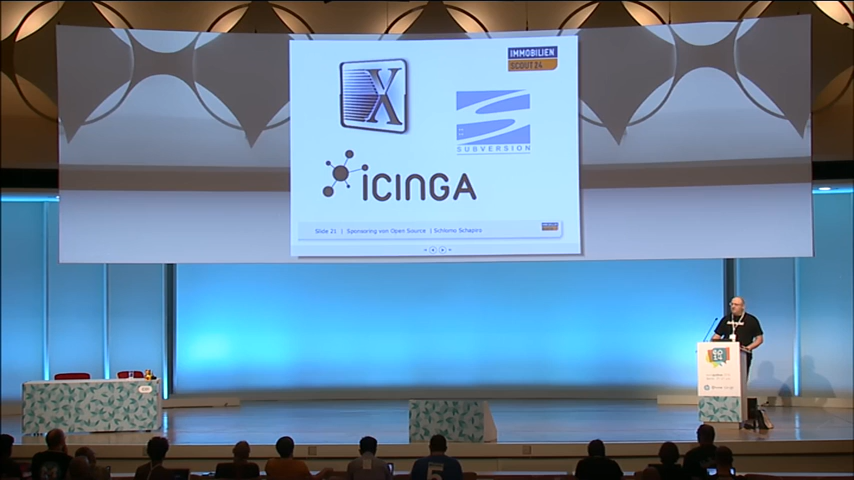 IMMOBILIEN
SCOUT24
X
SUBVERSION
ICINGA
Slide 21 | Sponsoring von Open Source | Schlomo Schapiro